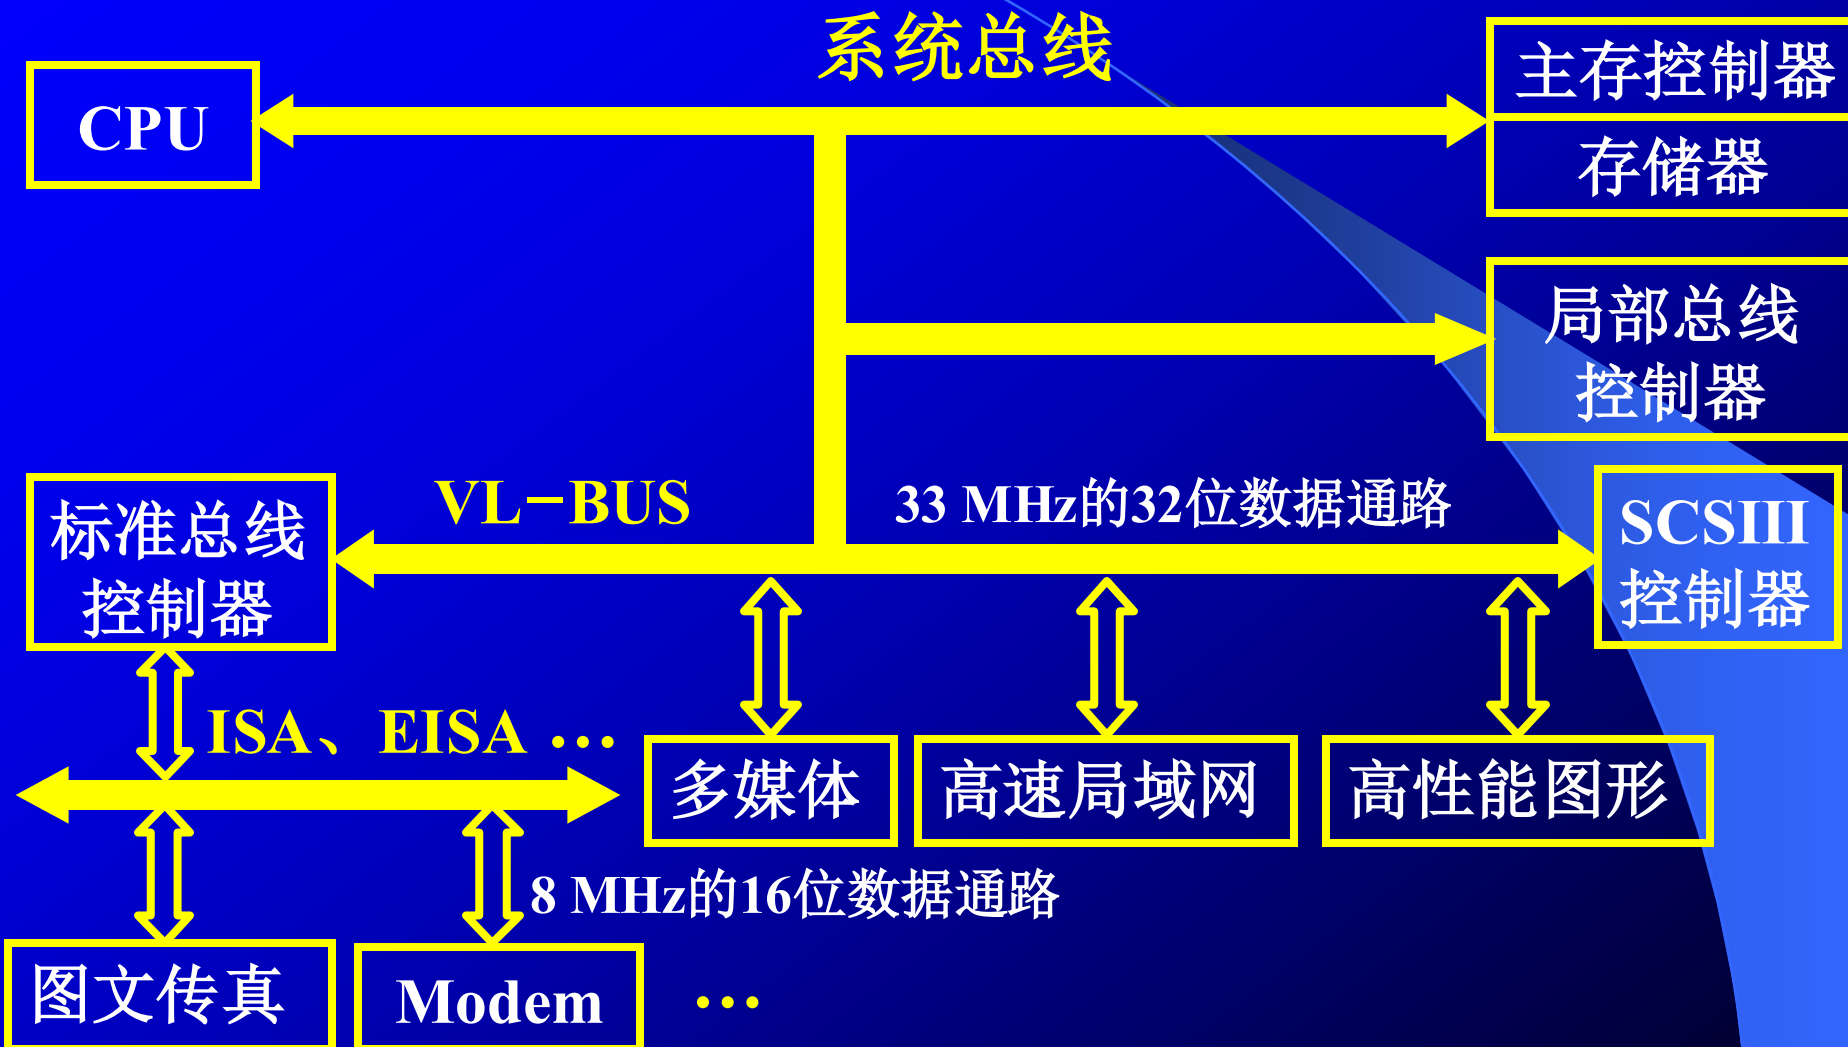 系统总线
CPU
主存控制器
存储器
局部总线
控制器
VL-BUS
33 MHz的32位数据通路
标准总线
控制器
SCSIII
控制器
ISA、EISA …
多媒体
高速局域网
高性能图形
8 MHz的16位数据通路
图文传真
Modem
…